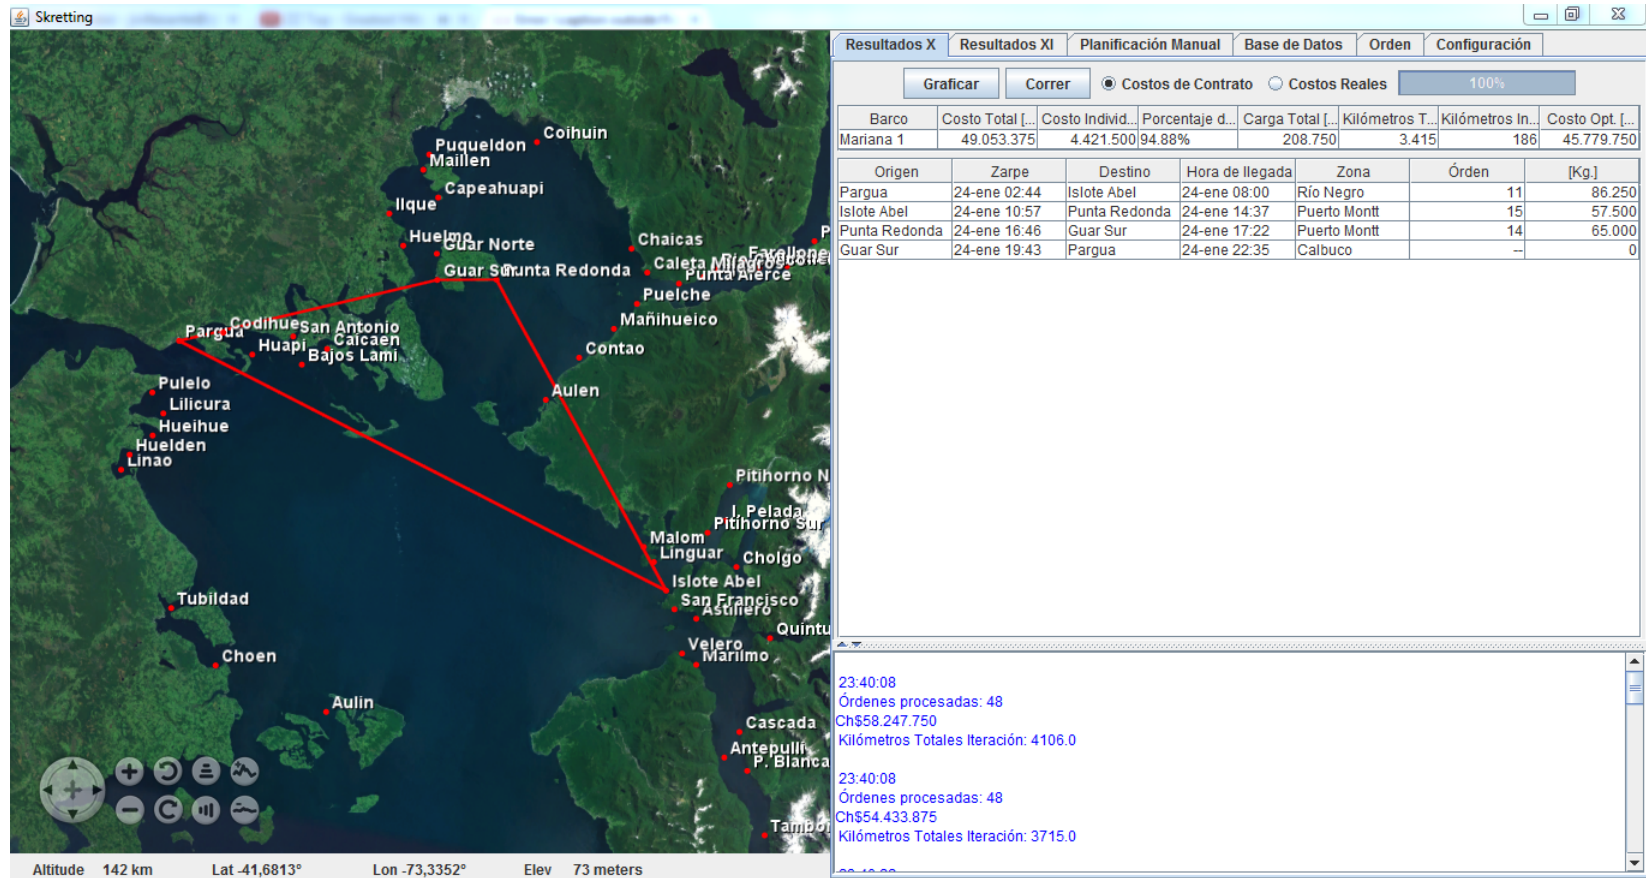 Skretting
Resultados X
Resultados XI
Planificación Manual
Base de Datos
Orden
Configuración
Graficar
Correr
Costos de Contrato
Costos Reales
100%
Barco Costo Total [... Costo Individ... Porcentaje d... Carga Total [... Kilómetros T... Kilómetros In... Costo Opt. [...
Mariana 1 49.053.375 4.421.500 94.88% 208.750 3.415 186 45.779.750
Origen Zarpe Destino Hora de llegada Zona Órden [Kg.]
Pargua 24-ene 02:44 Islote Abel 24-ene 08:00 Río Negro 11 86.250
Islote Abel 24-ene 10:57 Punta Redonda 24-ene 14:37 Puerto Montt 15 57.500
Punta Redonda 24-ene 16:46 Guar Sur 24-ene 17:22 Puerto Montt 14 65.000
Guar Sur 24-ene 19:43 Pargua 24-ene 22:35 Calbuco -- 0
23:40:08
Órdenes procesadas: 48
Ch$58.247.750
Kilómetros Totales Iteración: 4106.0
23:40:08
Órdenes procesadas: 48
Ch$54.433.875
Kilómetros Totales Iteración: 3715.0
Coihuin
Puqueldon
Maillen
Capeahuapi
Ilque
Huelmo
Guar Norte
Chaicas
Guar Sur
Punta Redonda
Caleta Milagros
Punta Alerce
Puelche
Mañihueico
Pargua
Codihue
San Antonio
Caicaen
Huapi
Bajos Lami
Contao
Pulelo
Aulen
Lilicura
Hueihue
Huelden
Linao
Pitihorno N
I. Pelada
Pitihorno Sur
Malom
Linguar
Cholgo
Islote Abel
San Francisco
Astillero
Tubildad
Quintu
Velero
Marilmo
Choen
Aulin
Cascada
Antepulli
P. Blanca
Tambo
Altitude 142 km Lat -41,6813° Lon -73,3352° Elev 73 meters